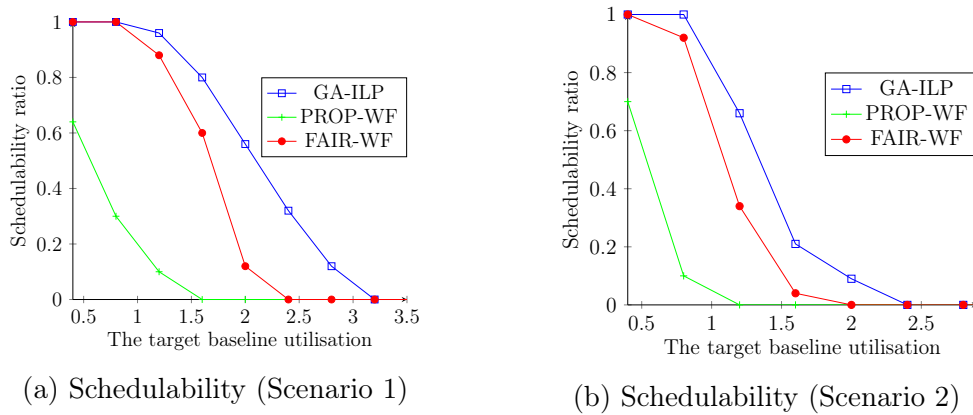 1
0.8
0.6
0.4
0.2
0
Schedulability ratio
GA-ILP
PROP-WF
FAIR-WF
0.5 1 1.5 2 2.5 3 3.5
The target baseline utilisation
(a) Schedulability (Scenario 1)
1
0.8
0.6
0.4
0.2
0
Schedulability ratio
GA-ILP
PROP-WF
FAIR-WF
0.5 1 1.5 2 2.5
The target baseline utilisation
(b) Schedulability (Scenario 2)